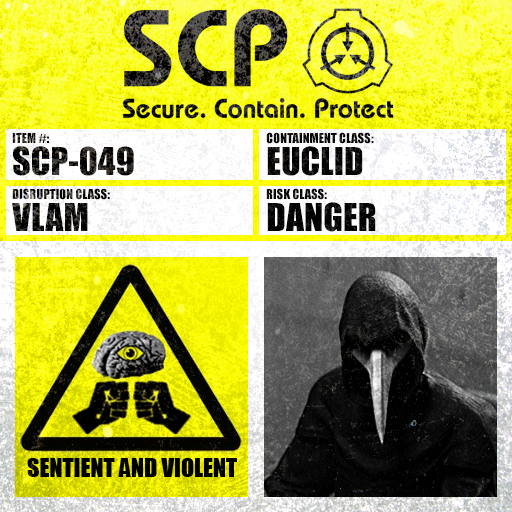 SCP
Secure. Contain. Protect
ITEM #:
SCP-049
CONTAINMENT CLASS:
EUCLID
DISRUPTION CLASS:
VLAM
RISK CLASS:
DANGER
SENTIENT AND VIOLENT